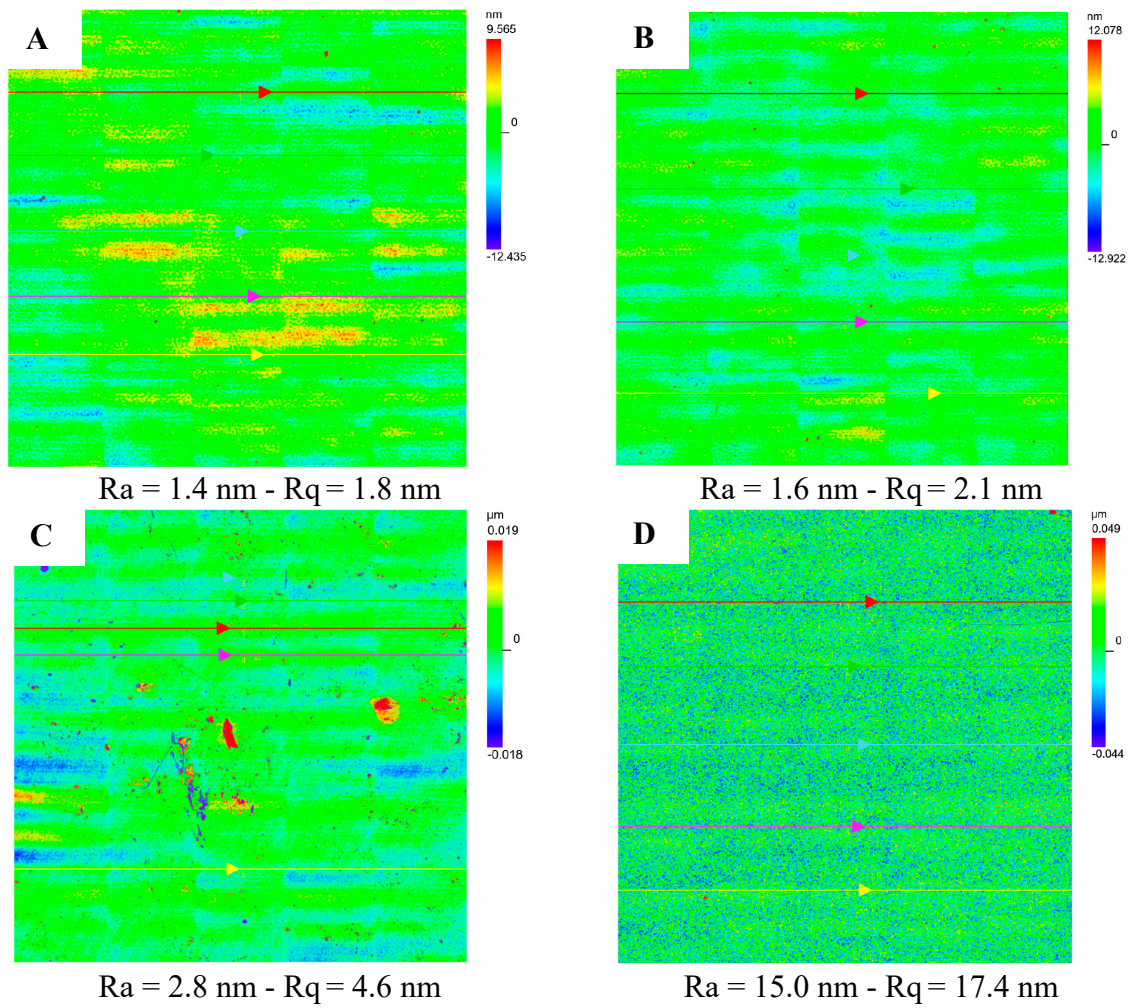 A
nm
9.565
0
-12.435
Ra = 1.4 nm - Rq = 1.8 nm
B
nm
12.078
0
-12.922
Ra = 1.6 nm - Rq = 2.1 nm
C
µm
0.019
0
-0.018
Ra = 2.8 nm - Rq = 4.6 nm
D
µm
0.049
0
-0.044
Ra = 15.0 nm - Rq = 17.4 nm